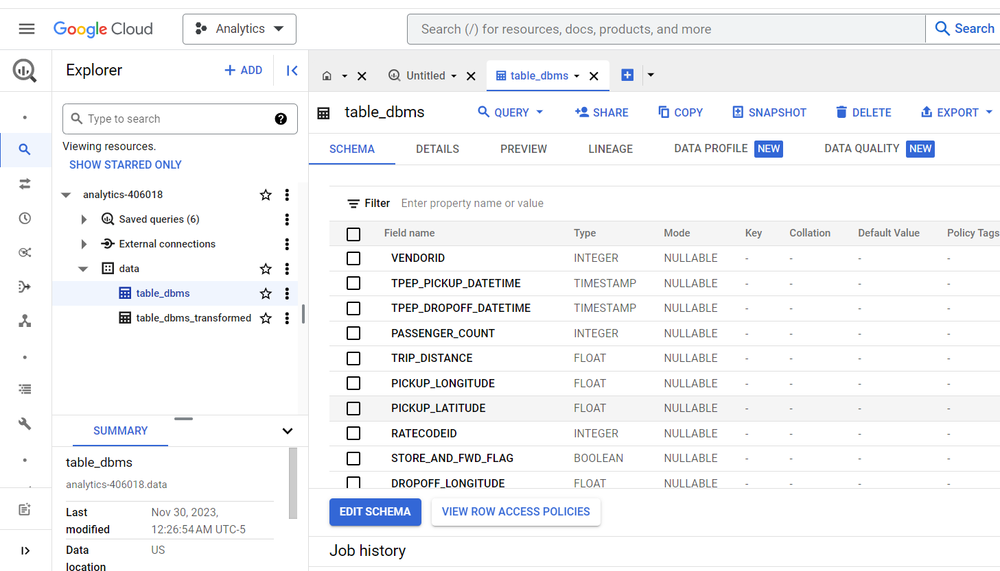 Google Cloud
Analytics
Search (/) for resources, docs, products, and more
Search
Explorer
ADD
Untitled
table_dbms
Type to search
Viewing resources.
SHOW STARRED ONLY
analytics-406018
Saved queries (6)
External connections
data
table_dbms
table_dbms_transformed
SUMMARY
table_dbms
analytics-406018.data
Last modified
Nov 30, 2023, 12:26:54 AM UTC-5
Data location
US
table_dbms
QUERY
SHARE
COPY
SNAPSHOT
DELETE
EXPORT
SCHEMA
DETAILS
PREVIEW
LINEAGE
DATA PROFILE NEW
DATA QUALITY NEW
Filter Enter property name or value
Field name Type Mode Key Collation Default Value Policy Tags
VENDORID INTEGER NULLABLE - - - -
TPEP_PICKUP_DATETIME TIMESTAMP NULLABLE - - - -
TPEP_DROPOFF_DATETIME TIMESTAMP NULLABLE - - - -
PASSENGER_COUNT INTEGER NULLABLE - - - -
TRIP_DISTANCE FLOAT NULLABLE - - - -
PICKUP_LONGITUDE FLOAT NULLABLE - - - -
PICKUP_LATITUDE FLOAT NULLABLE - - - -
RATECODEID INTEGER NULLABLE - - - -
STORE_AND_FWD_FLAG BOOLEAN NULLABLE - - - -
DROPOFF_LONGITUDE FLOAT NULLABLE - - - -
EDIT SCHEMA
VIEW ROW ACCESS POLICIES
Job history